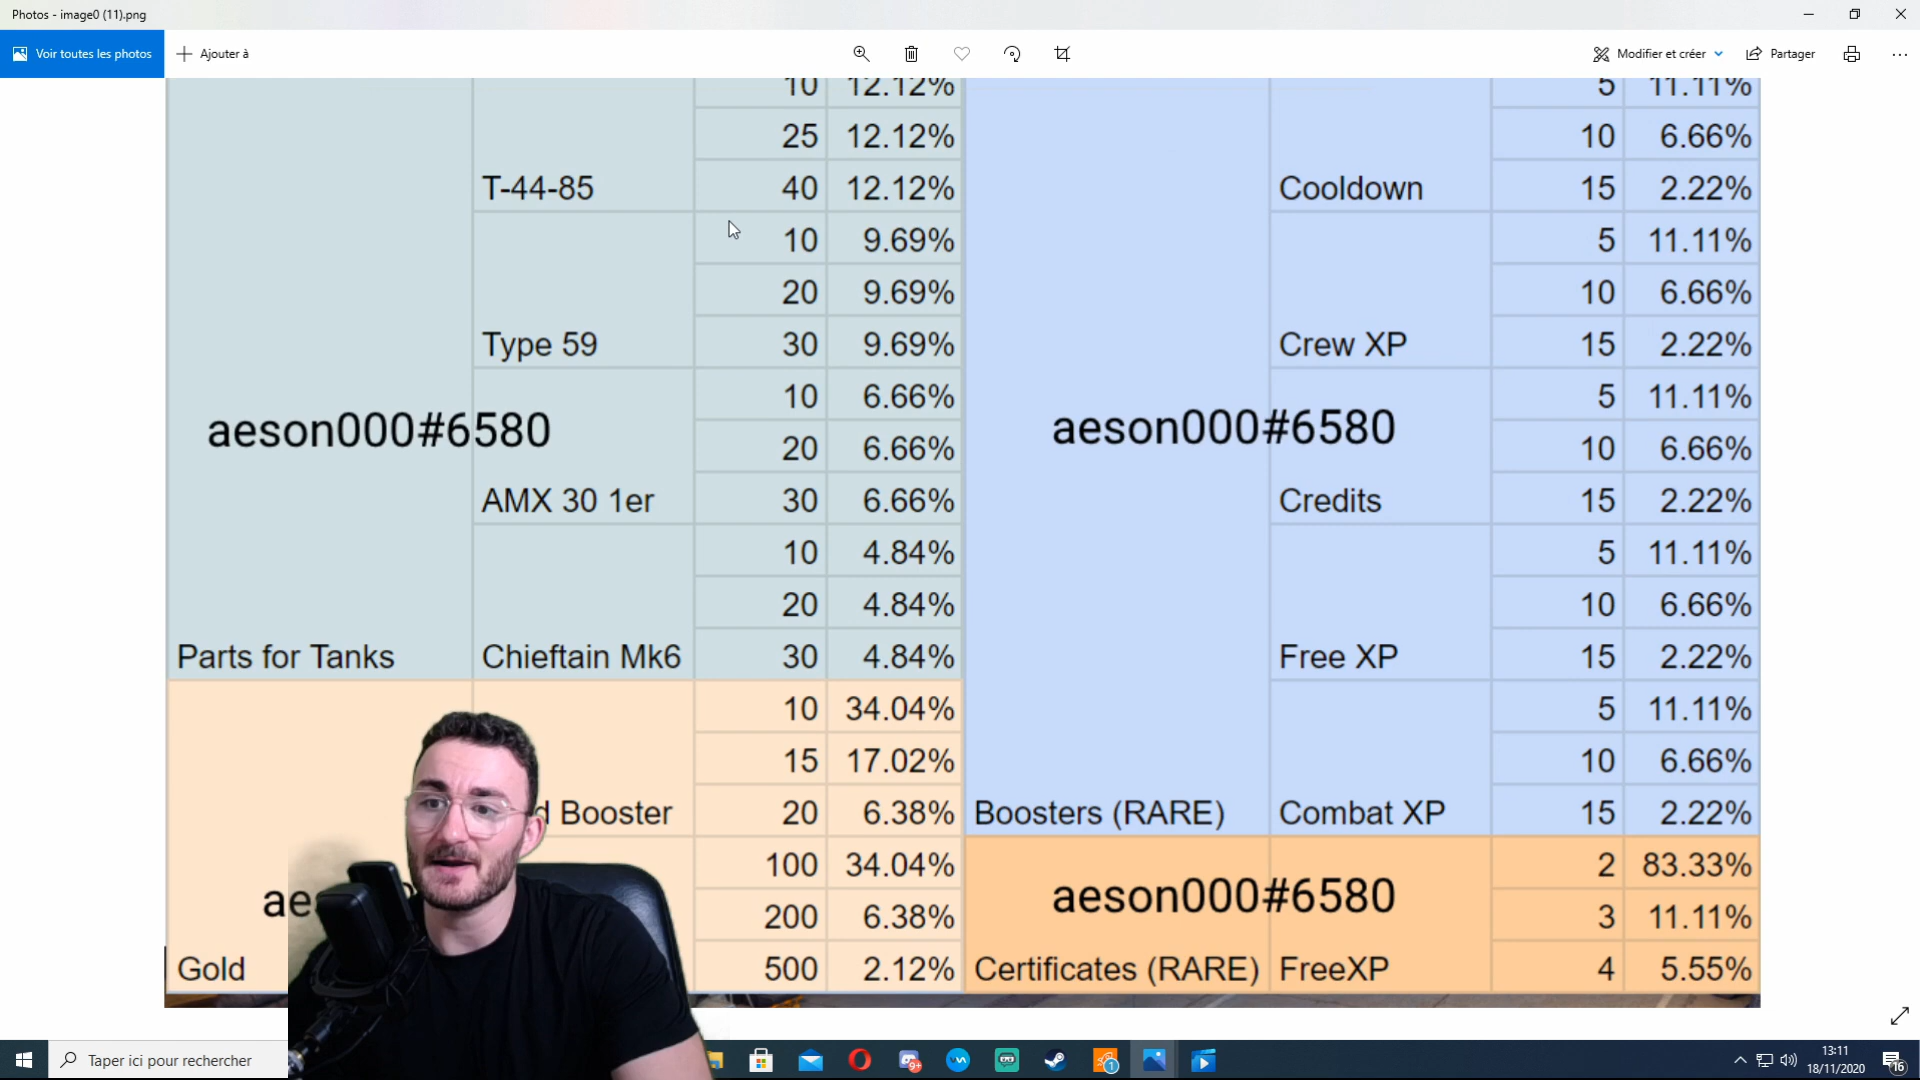 Photos - image0 (11).png
Voir toutes les photos
Ajouter à
Modifier et créer
Partager
10 12.12% 5 11.11%
25 12.12% 10 6.66%
T-44-85 40 12.12% Cooldown 15 2.22%
10 9.69% 5 11.11%
20 9.69% 10 6.66%
Type 59 30 9.69% Crew XP 15 2.22%
10 6.66% 5 11.11%
aeson000#6580 aeson000#6580
20 6.66% 10 6.66%
AMX 30 1er 30 6.66% Credits 15 2.22%
10 4.84% 5 11.11%
20 4.84% 10 6.66%
Parts for Tanks Chieftain Mk6 30 4.84% Free XP 15 2.22%
10 34.04% 5 11.11%
15 17.02% 10 6.66%
Booster 20 6.38% Boosters (RARE) Combat XP 15 2.22%
100 34.04% 2 83.33%
aeson000#6580
200 6.38% 3 11.11%
Gold 500 2.12% Certificates (RARE) FreeXP 4 5.55%
Taper ici pour rechercher
9+
1
13:11
18/11/2020
16